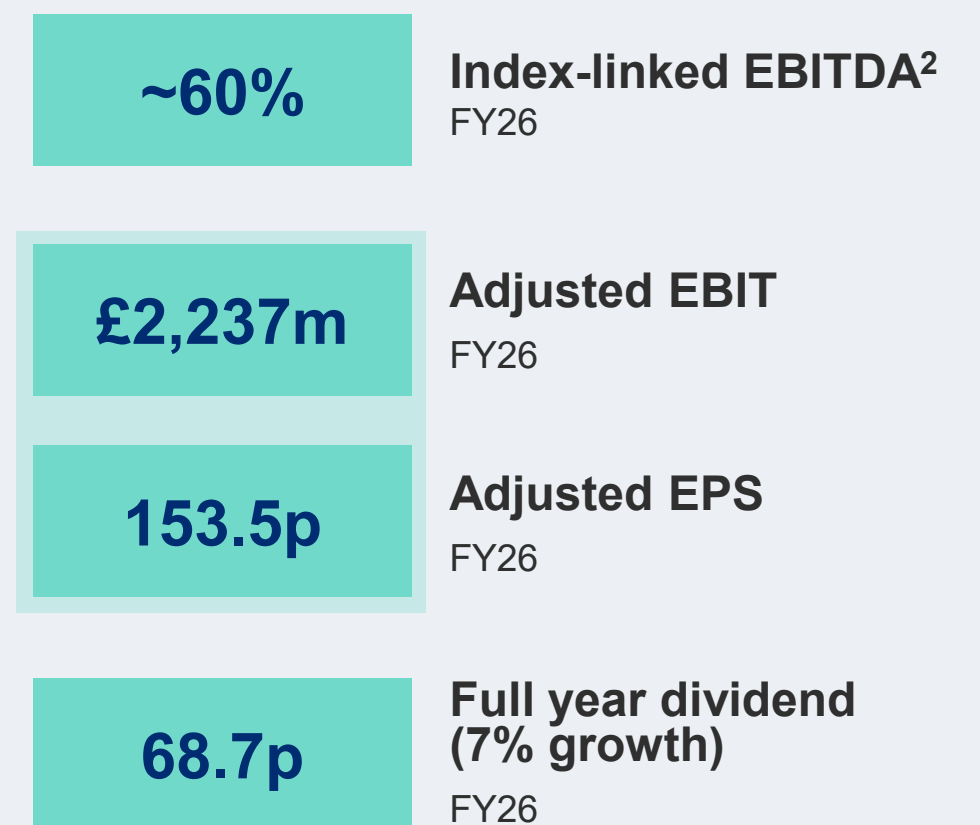 ~60%
Index-linked EBITDA²
FY26
£2,237m
Adjusted EBIT
FY26
153.5p
Adjusted EPS
FY26
68.7p
Full year dividend
(7% growth)
FY26